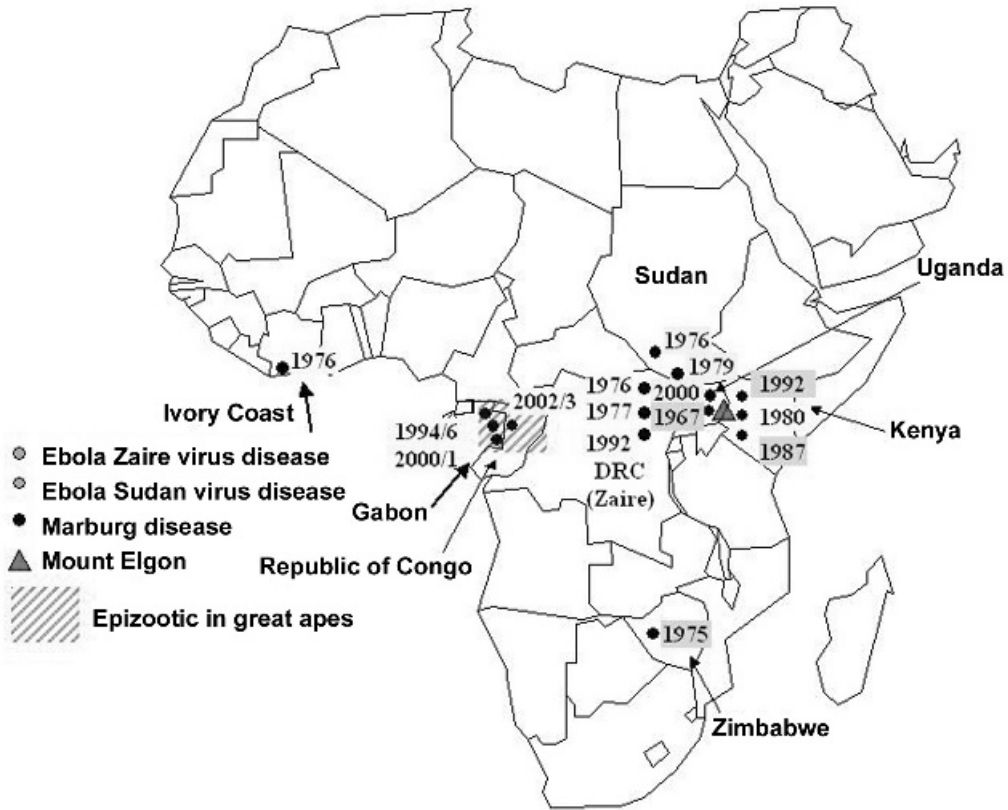 Sudan
Uganda
1976
1976
1979
1976
2000
1992
2002/3
Ivory Coast
1977
1967
1980
Kenya
1994/6
1992
1987
2000/1
DRC
(Zaire)
Ebola Zaire virus disease
Ebola Sudan virus disease
Gabon
Marburg disease
Republic of Congo
Mount Elgon
Epizootic in great apes
1975
Zimbabwe